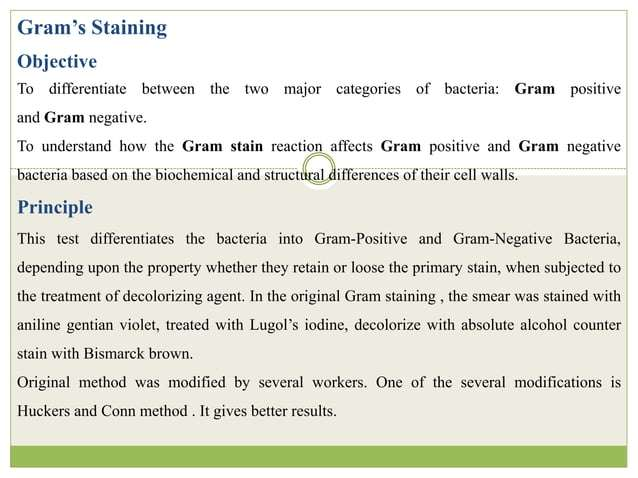 Gram’s Staining
Objective
To differentiate between the two major categories of bacteria: Gram positive
and Gram negative.
To understand how the Gram stain reaction affects Gram positive and Gram negative
bacteria based on the biochemical and structural differences of their cell walls.
Principle
This test differentiates the bacteria into Gram-Positive and Gram-Negative Bacteria,
depending upon the property whether they retain or loose the primary stain, when subjected to
the treatment of decolorizing agent. In the original Gram staining , the smear was stained with
aniline gentian violet, treated with Lugol’s iodine, decolorize with absolute alcohol counter
stain with Bismarck brown.
Original method was modified by several workers. One of the several modifications is
Huckers and Conn method . It gives better results.